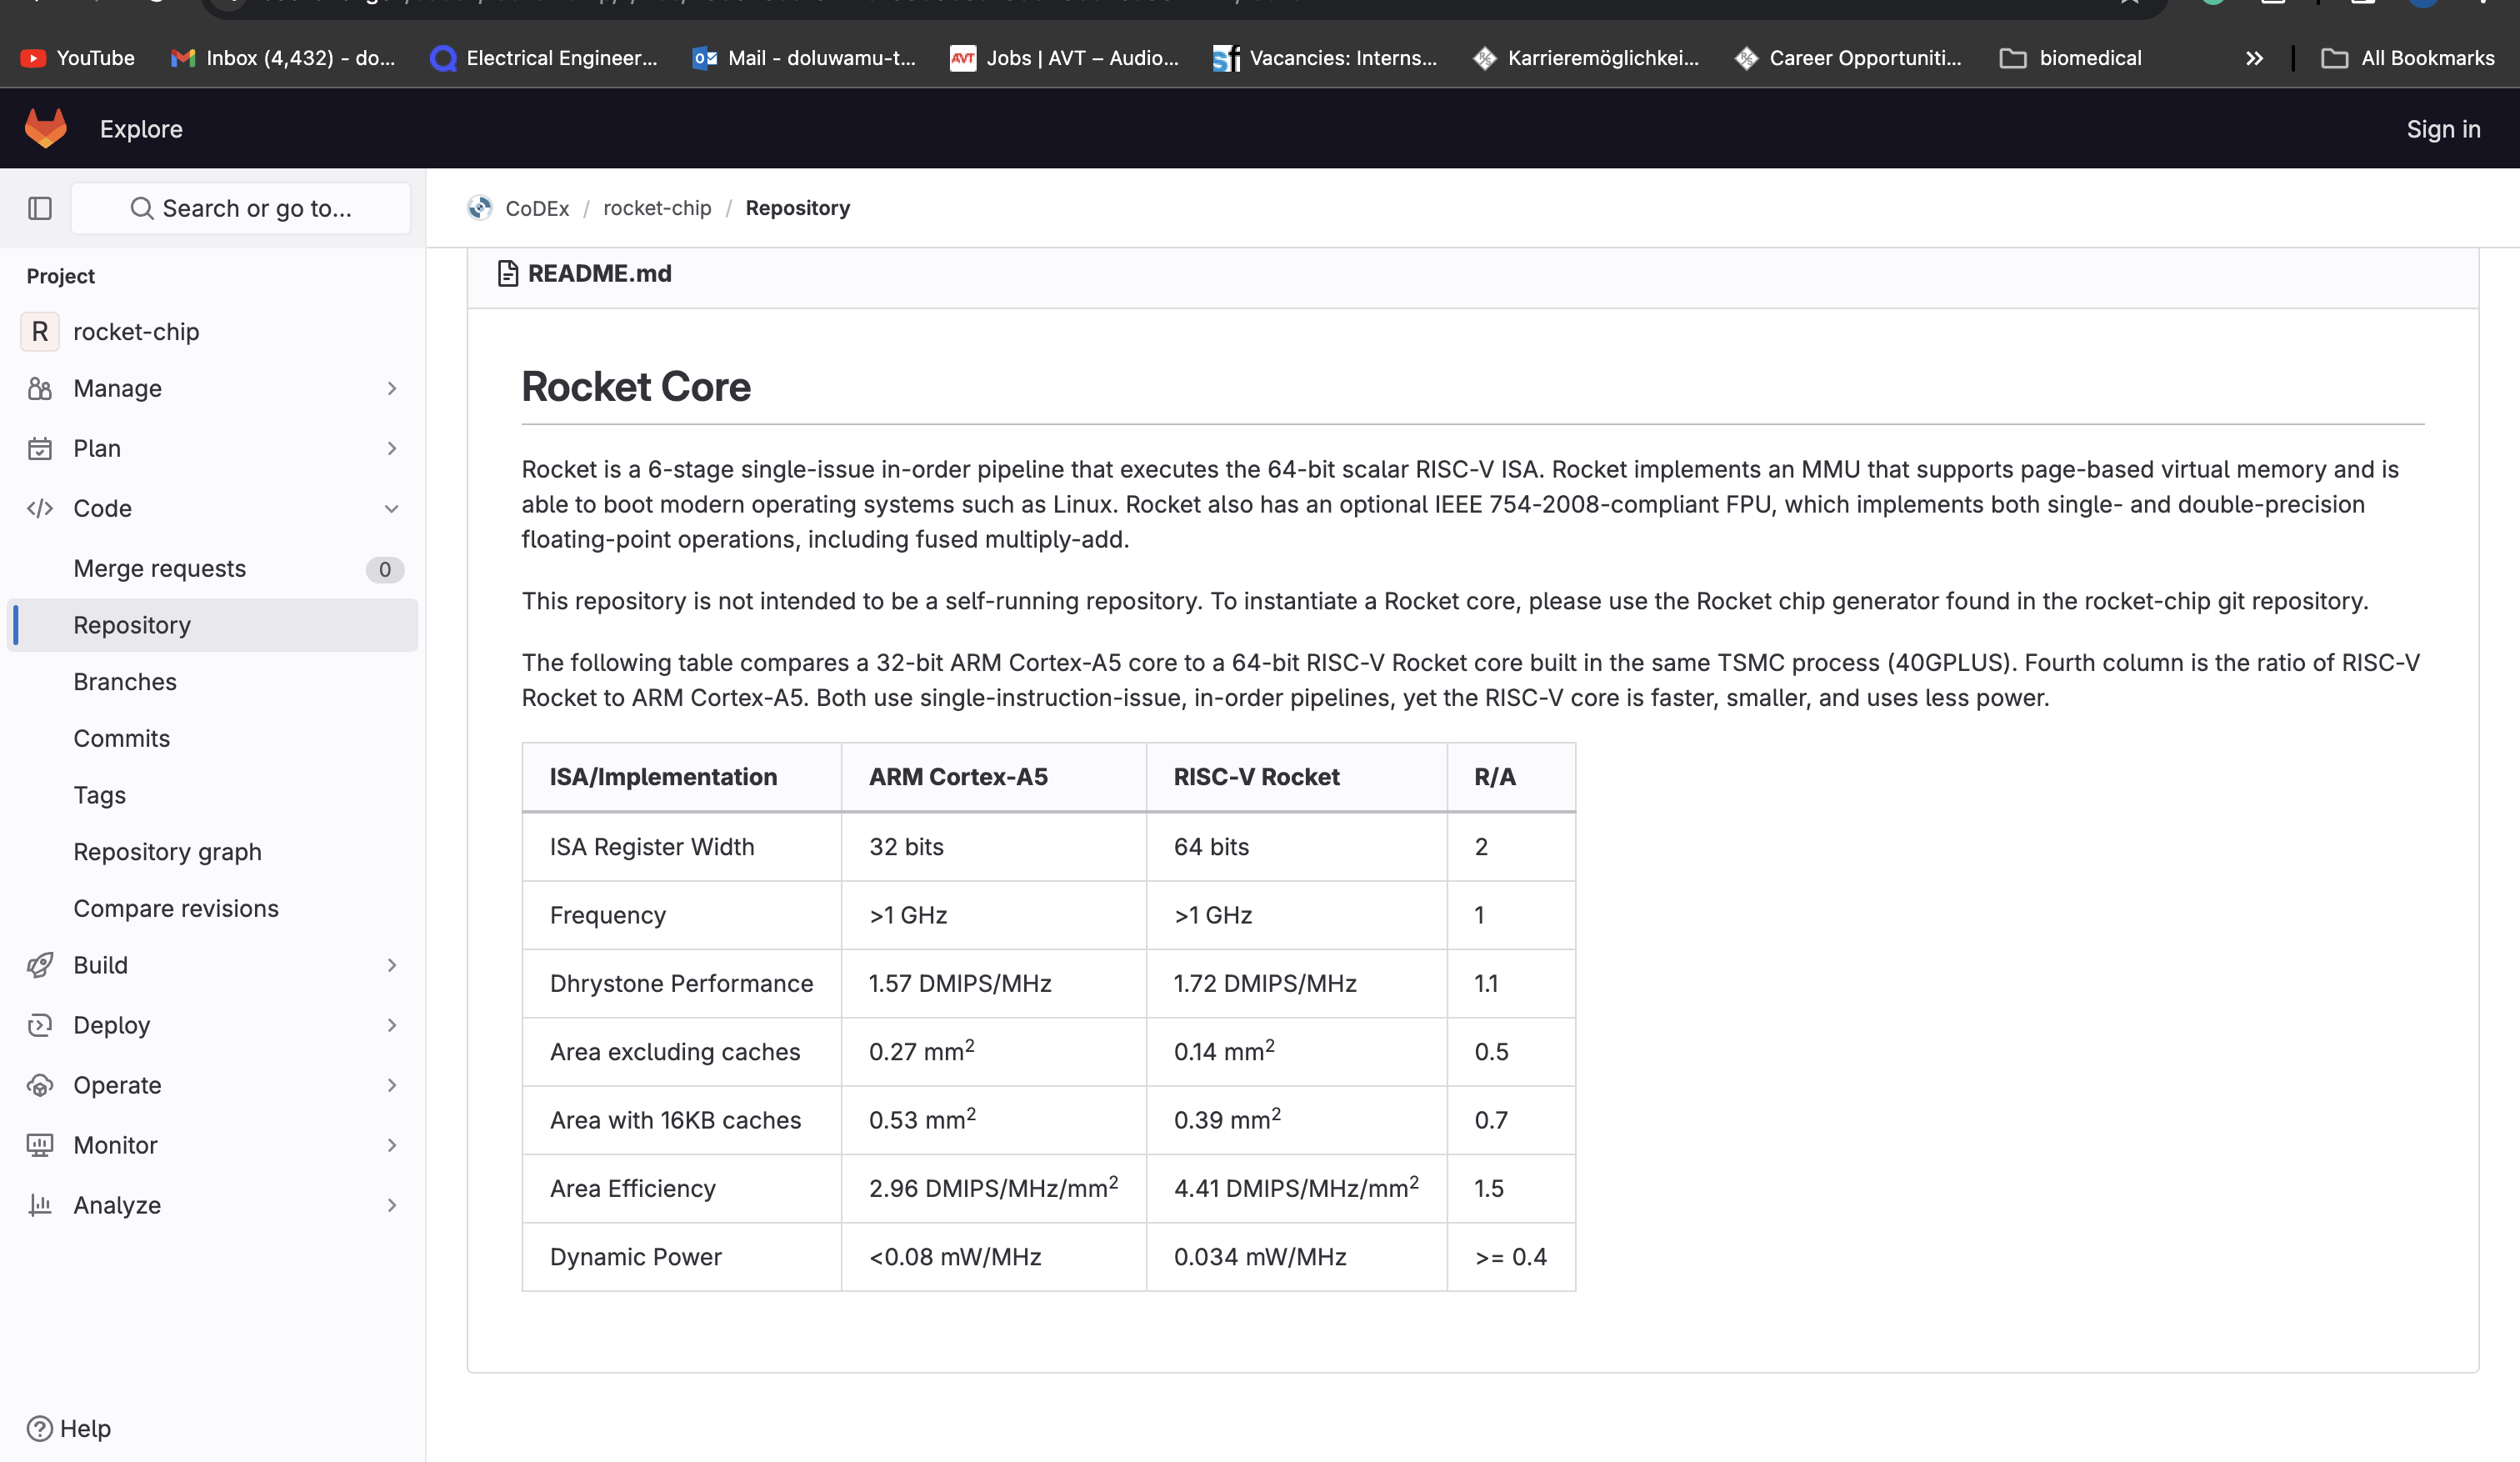 YouTube Inbox (4,432) - do... Electrical Engineer... Mail - doluwamu-t... AVT Jobs | AVT – Audio... Vacancies: Interns... Karrieremöglichkei... Career Opportuniti... biomedical All Bookmarks
Explore Sign in
Search or go to...
CoDEx / rocket-chip / Repository
Project
R rocket-chip
Manage
Plan
Code
Merge requests 0
Repository
Branches
Commits
Tags
Repository graph
Compare revisions
Build
Deploy
Operate
Monitor
Analyze
Help
README.md
Rocket Core
Rocket is a 6-stage single-issue in-order pipeline that executes the 64-bit scalar RISC-V ISA. Rocket implements an MMU that supports page-based virtual memory and is
able to boot modern operating systems such as Linux. Rocket also has an optional IEEE 754-2008-compliant FPU, which implements both single- and double-precision
floating-point operations, including fused multiply-add.
This repository is not intended to be a self-running repository. To instantiate a Rocket core, please use the Rocket chip generator found in the rocket-chip git repository.
The following table compares a 32-bit ARM Cortex-A5 core to a 64-bit RISC-V Rocket core built in the same TSMC process (40GPLUS). Fourth column is the ratio of RISC-V
Rocket to ARM Cortex-A5. Both use single-instruction-issue, in-order pipelines, yet the RISC-V core is faster, smaller, and uses less power.
ISA/Implementation ARM Cortex-A5 RISC-V Rocket R/A
ISA Register Width 32 bits 64 bits 2
Frequency >1 GHz >1 GHz 1
Dhrystone Performance 1.57 DMIPS/MHz 1.72 DMIPS/MHz 1.1
Area excluding caches 0.27 mm² 0.14 mm² 0.5
Area with 16KB caches 0.53 mm² 0.39 mm² 0.7
Area Efficiency 2.96 DMIPS/MHz/mm² 4.41 DMIPS/MHz/mm² 1.5
Dynamic Power <0.08 mW/MHz 0.034 mW/MHz >= 0.4